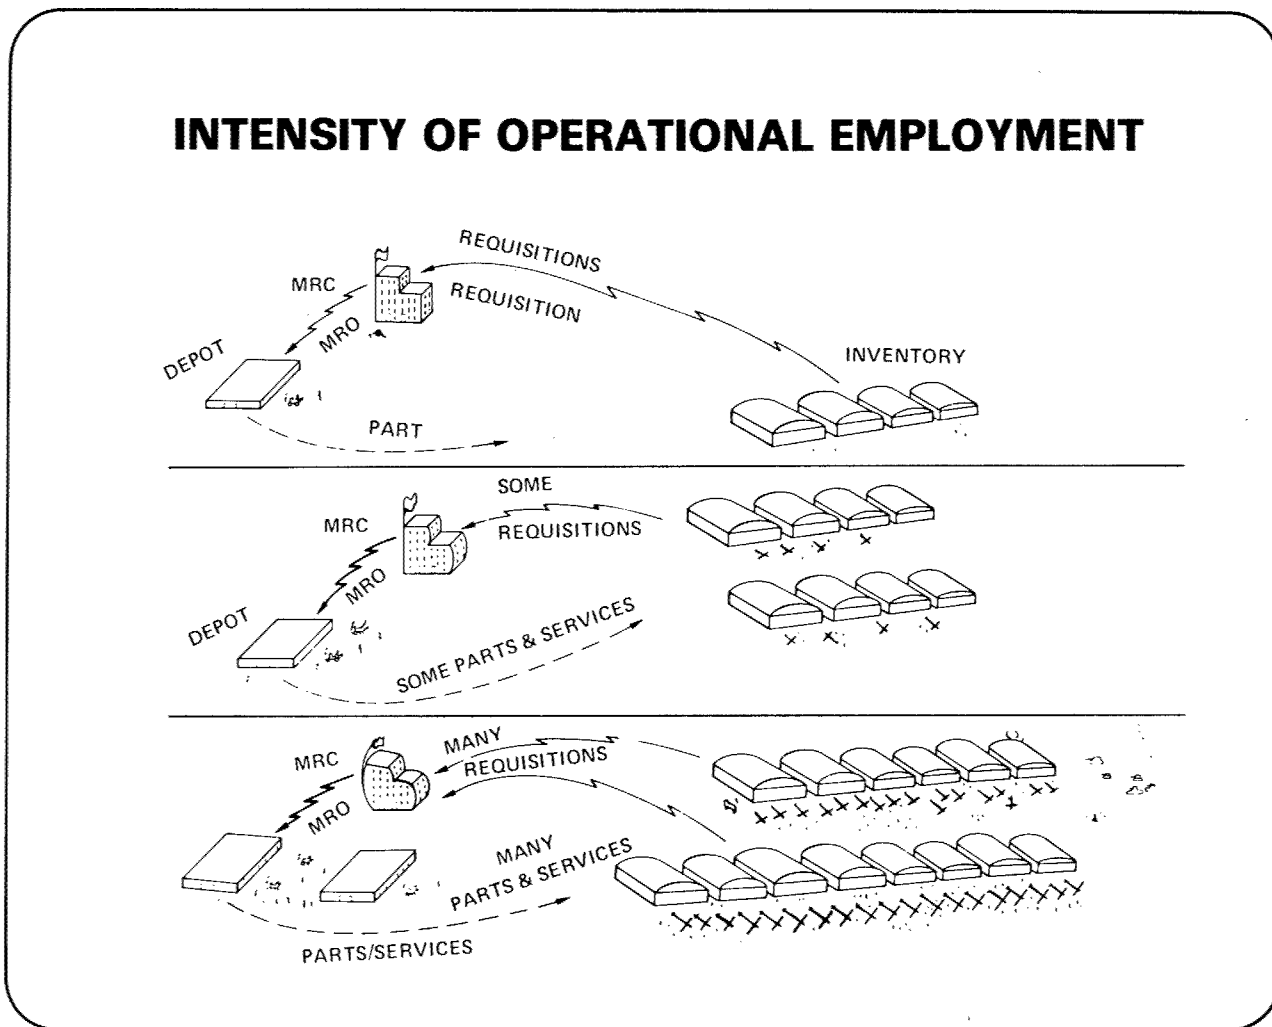 INTENSITY OF OPERATIONAL EMPLOYMENT
REQUISITIONS
MRC
REQUISITION
MRO
DEPOT
INVENTORY
PART
SOME
MRC
REQUISITIONS
MRO
DEPOT
SOME PARTS & SERVICES
MANY
MRC
REQUISITIONS
MRO
MANY
PARTS & SERVICES
PARTS/SERVICES